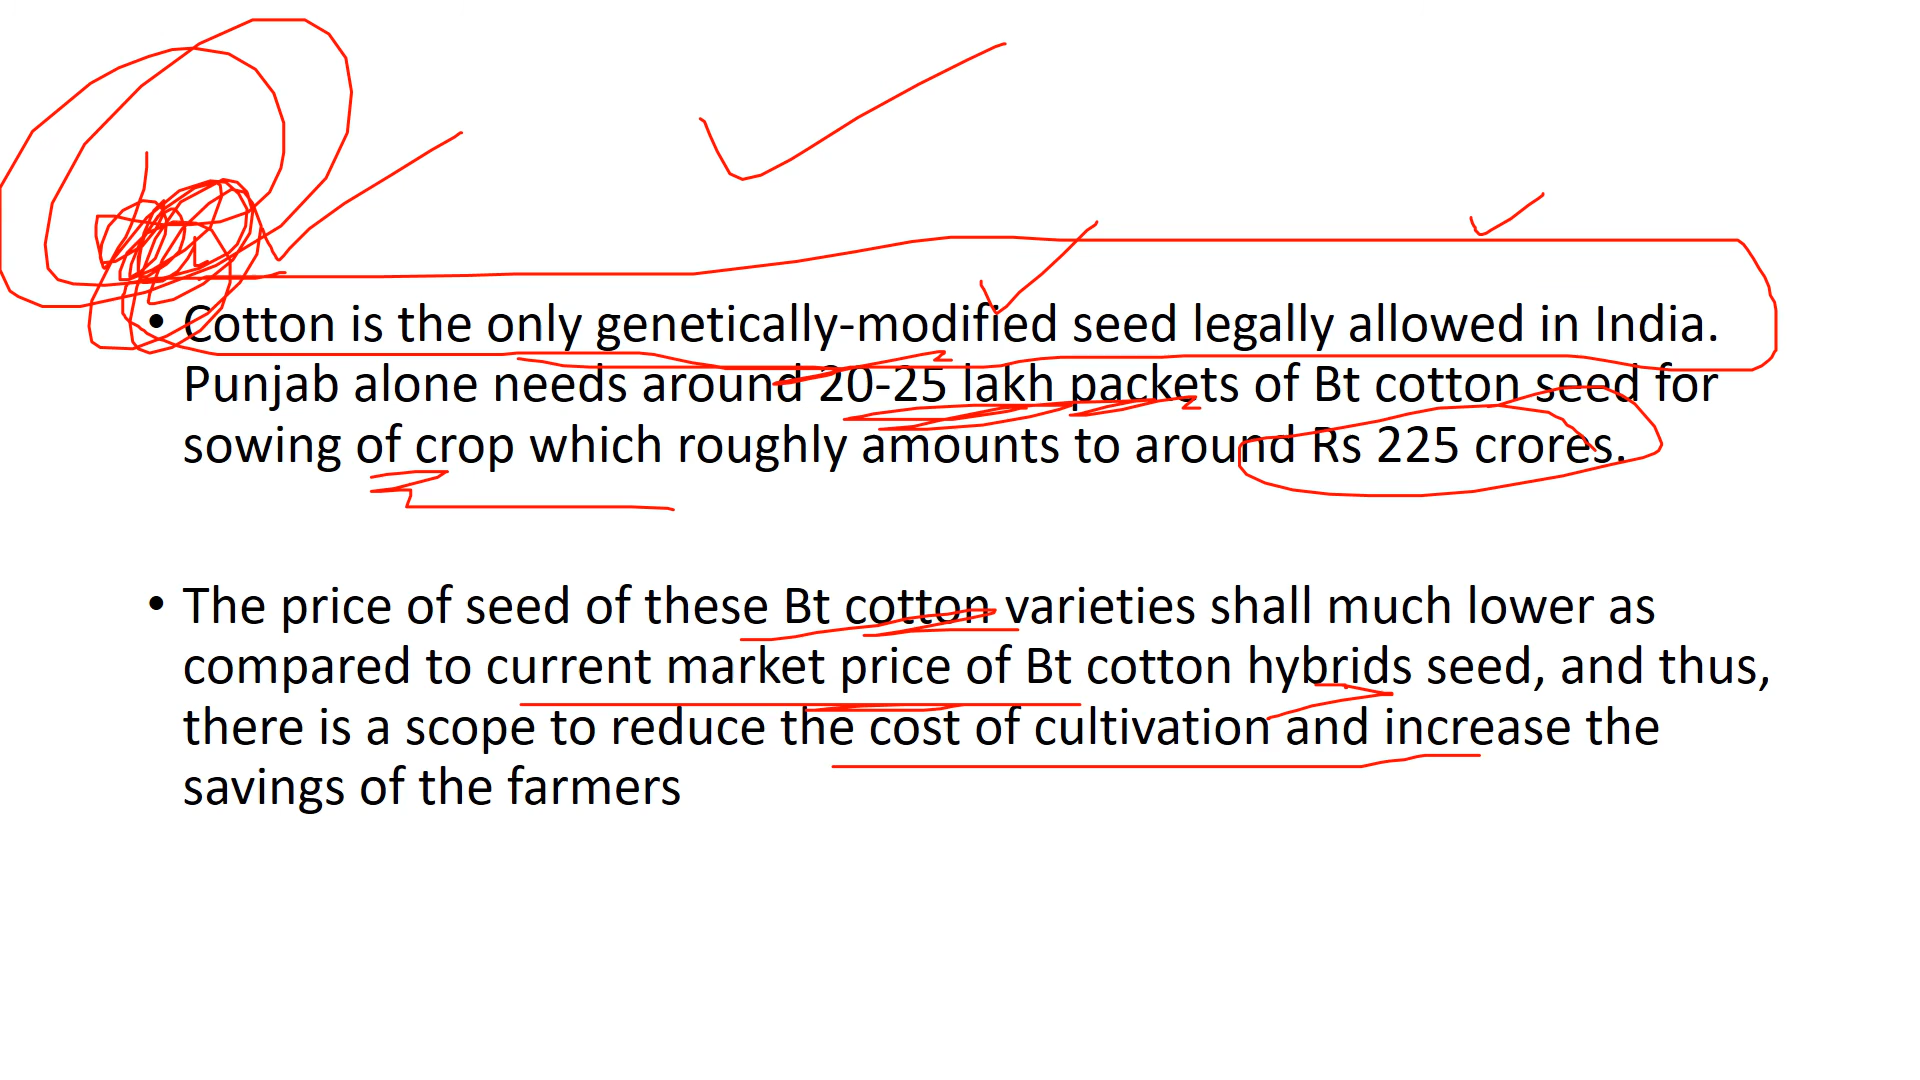 • Cotton is the only genetically-modified seed legally allowed in India.
Punjab alone needs around 20-25 lakh packets of Bt cotton seed for
sowing of crop which roughly amounts to around Rs 225 crores.
• The price of seed of these Bt cotton varieties shall much lower as
compared to current market price of Bt cotton hybrids seed, and thus,
there is a scope to reduce the cost of cultivation and increase the
savings of the farmers